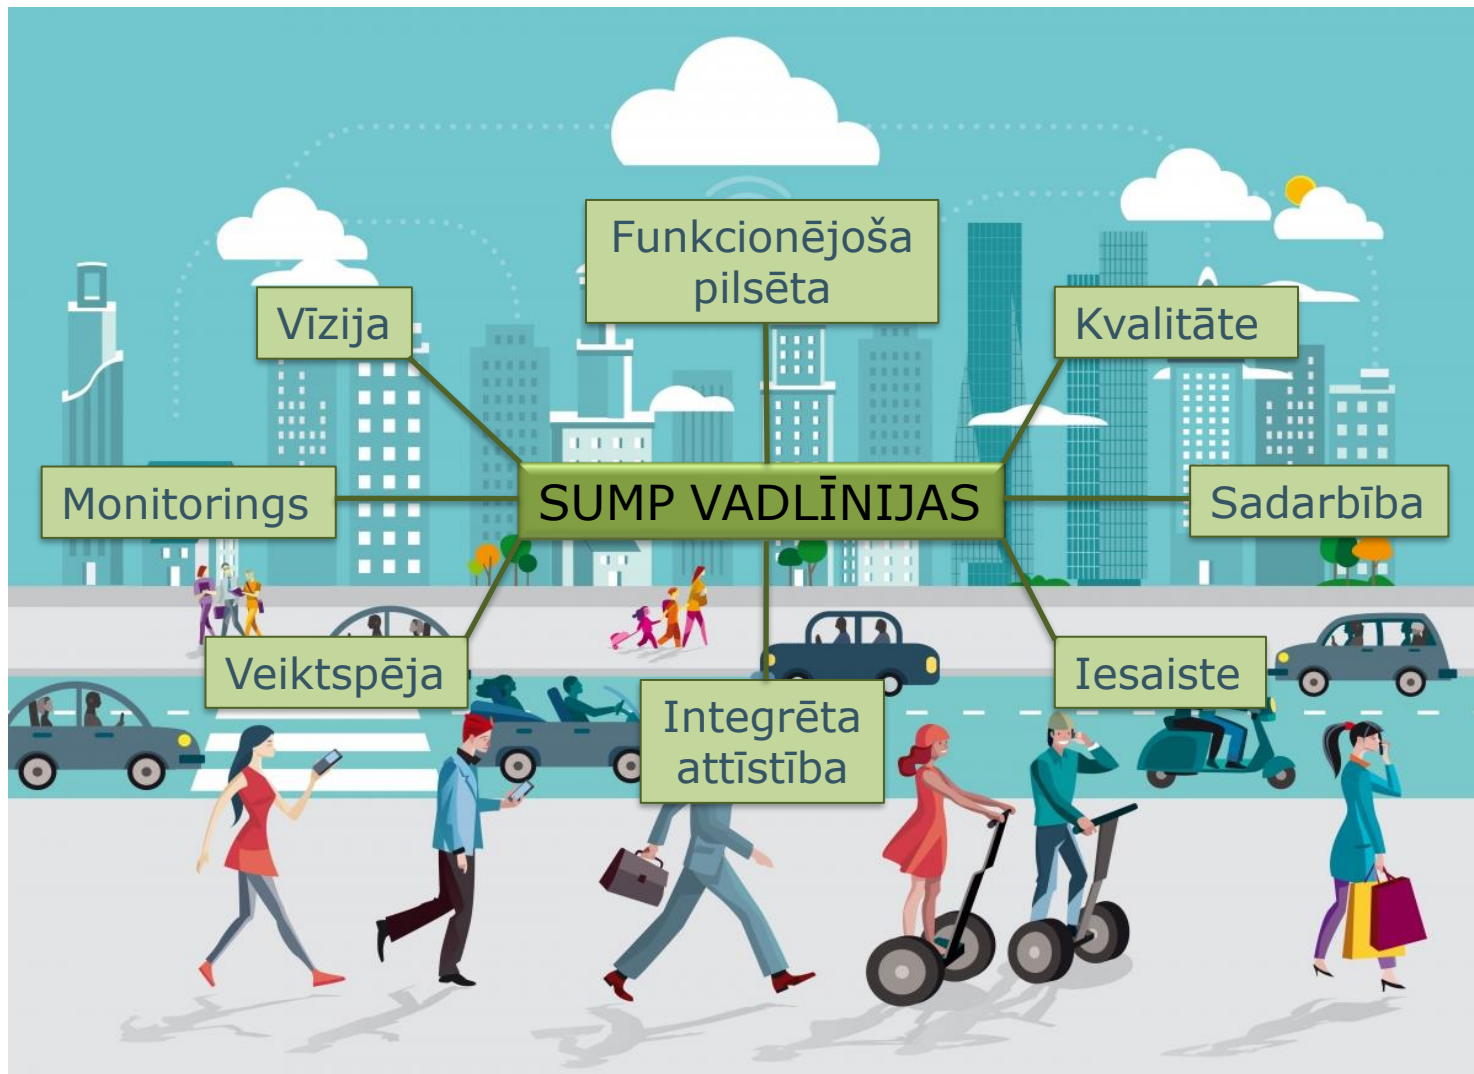 Funkcionējoša
pilsēta
Vīzija
Kvalitāte
Monitorings
SUMP VADLĪNIJAS
Sadarbība
Veiktspēja
Iesaiste
Integrēta
attīstība